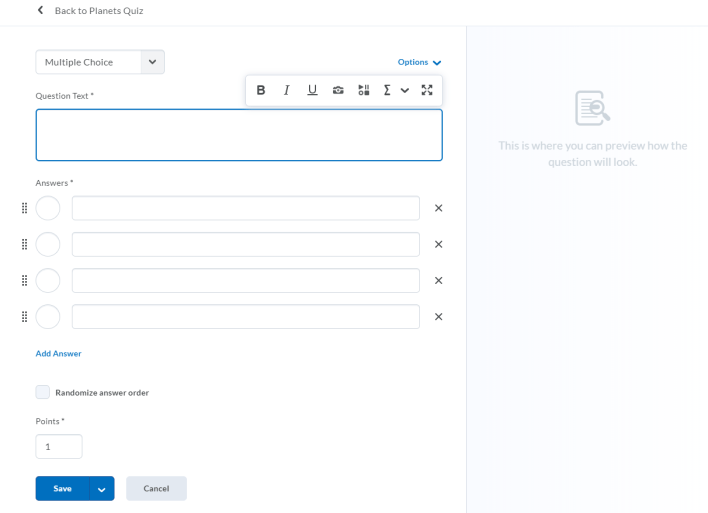 Back to Planets Quiz
Multiple Choice
Options
B I U Σ
Question Text *
This is where you can preview how the
question will look.
Answers *
Add Answer
Randomize answer order
Points *
1
Save
Cancel